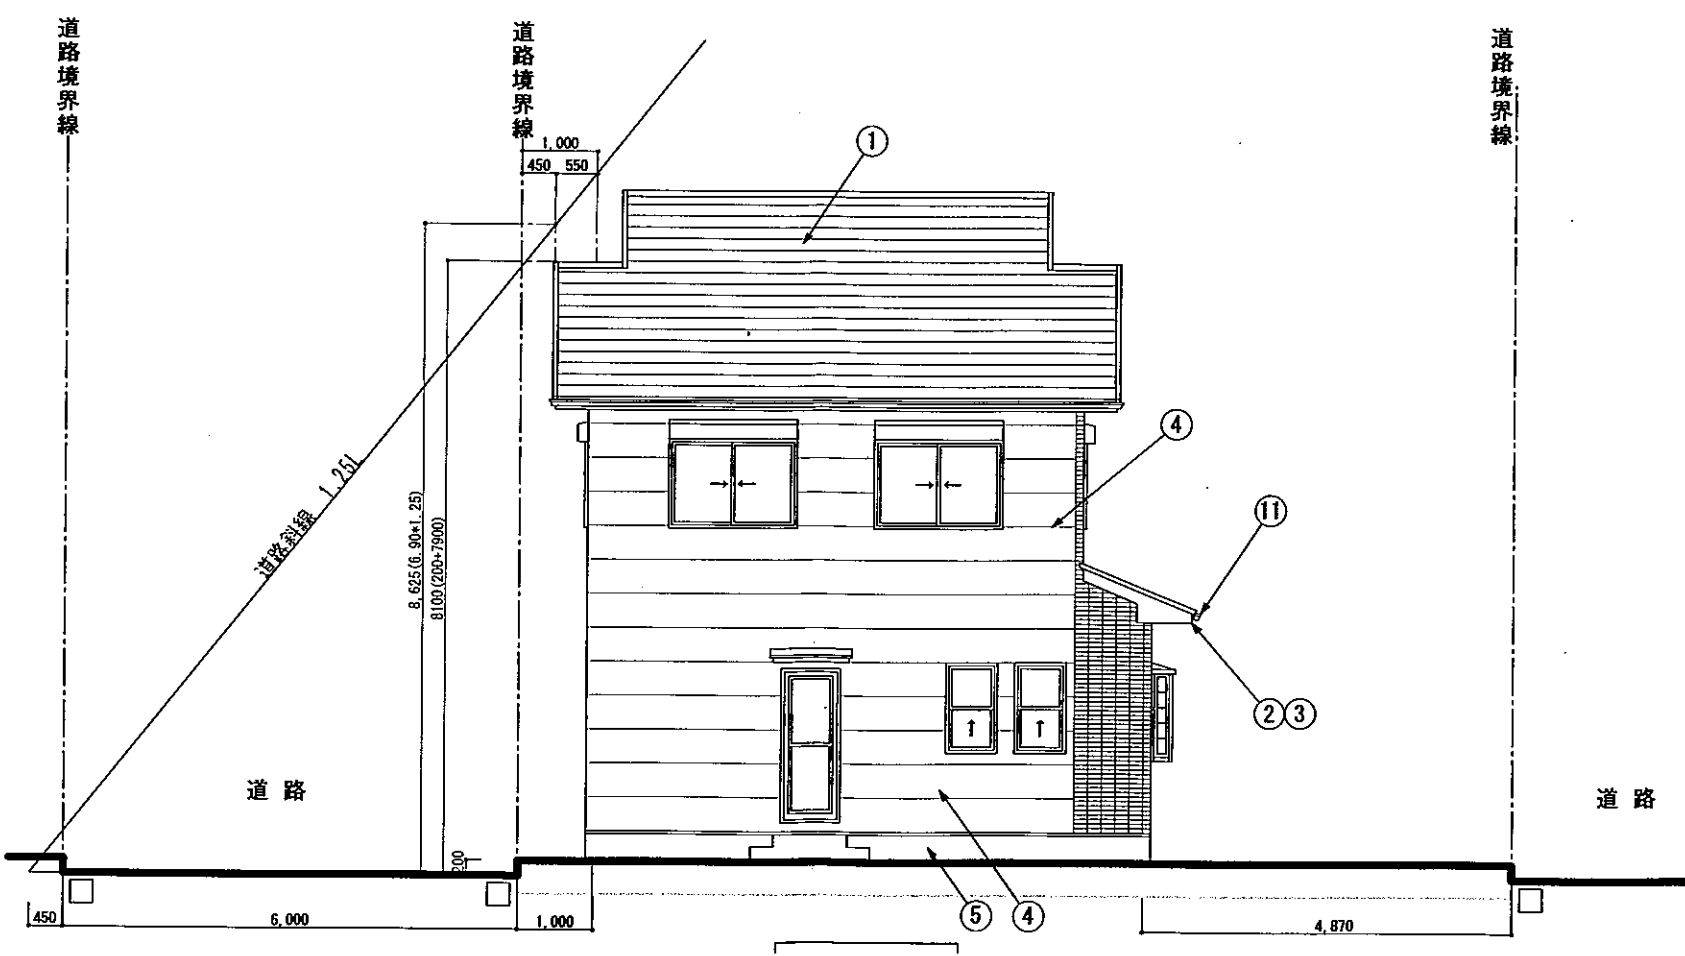 道路境界線
道路境界線
道路境界線
1,000
450 550
①
④
⑪
道路斜線 1.25L
8,625(6.90*1.25)
8100(200+7900)
②③
道路
道路
200
450
6,000
1,000
⑤
④
4,870